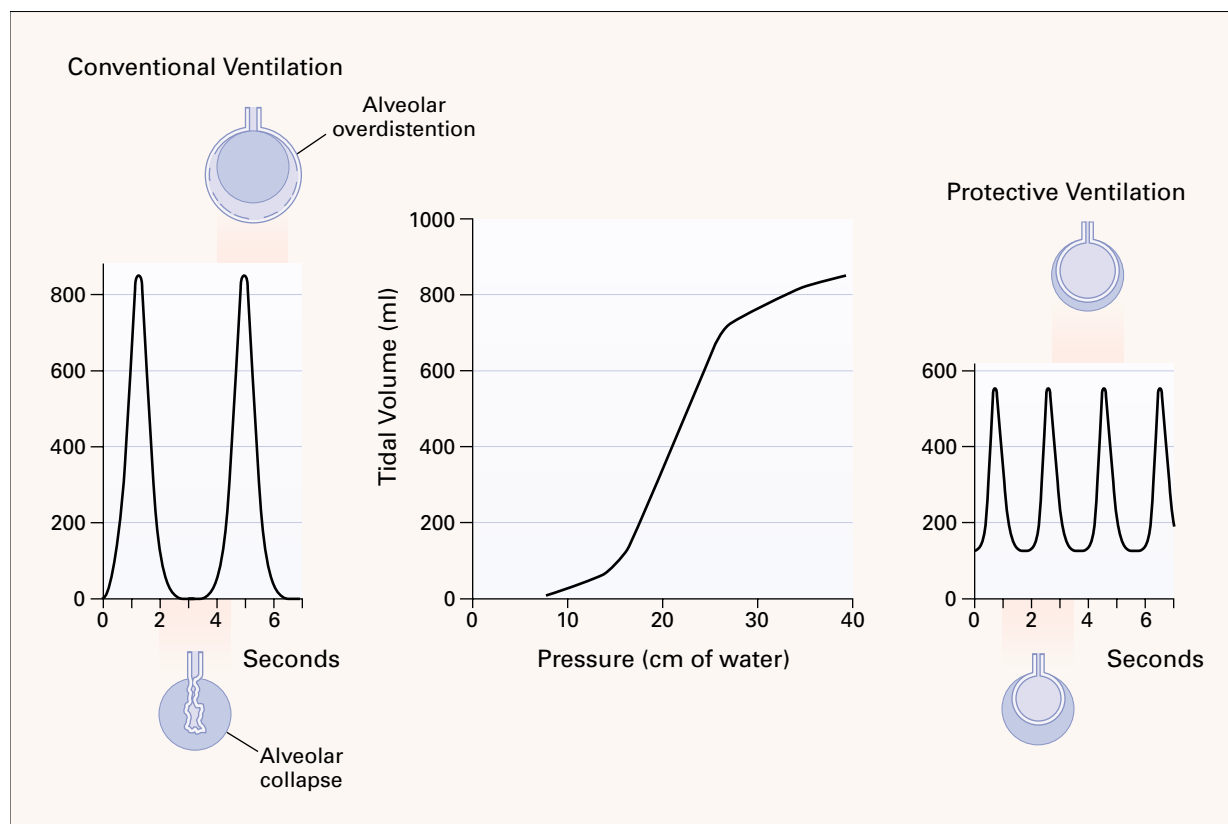 Conventional Ventilation
Alveolar
overdistention
800
600
400
200
0
0 2 4 6
Seconds
Alveolar
collapse
Tidal Volume (ml)
1000
800
600
400
200
0
0 10 20 30 40
Pressure (cm of water)
Protective Ventilation
600
400
200
0
0 2 4 6
Seconds